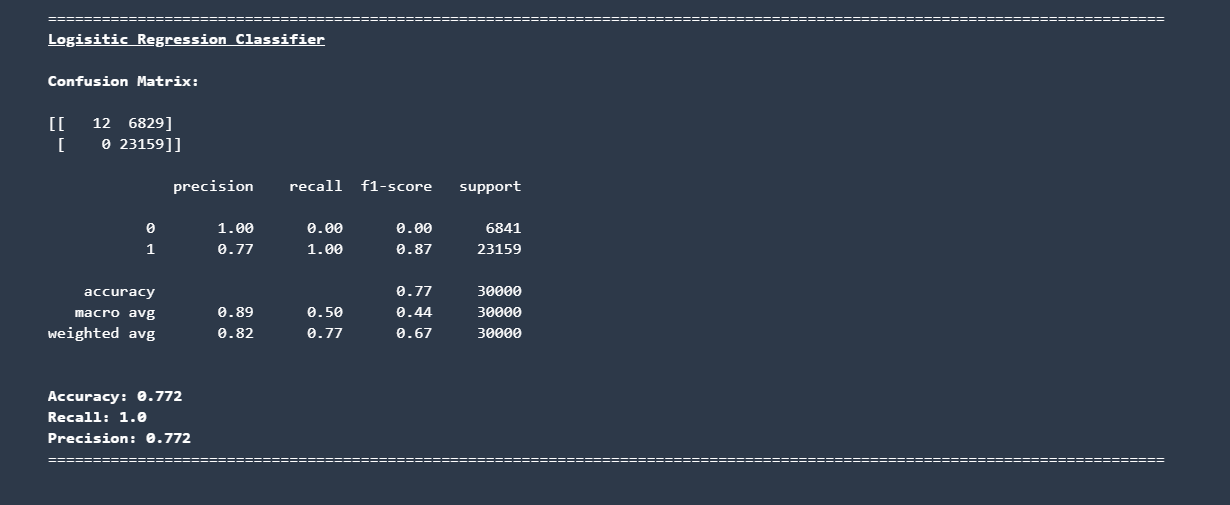 =============================================================================================================================
Logisitic Regression Classifier
Confusion Matrix:
[[   12  6829]
 [    0 23159]]
              precision    recall  f1-score   support
           0       1.00      0.00      0.00      6841
           1       0.77      1.00      0.87     23159
    accuracy                           0.77     30000
   macro avg       0.89      0.50      0.44     30000
weighted avg       0.82      0.77      0.67     30000
Accuracy: 0.772
Recall: 1.0
Precision: 0.772
=============================================================================================================================